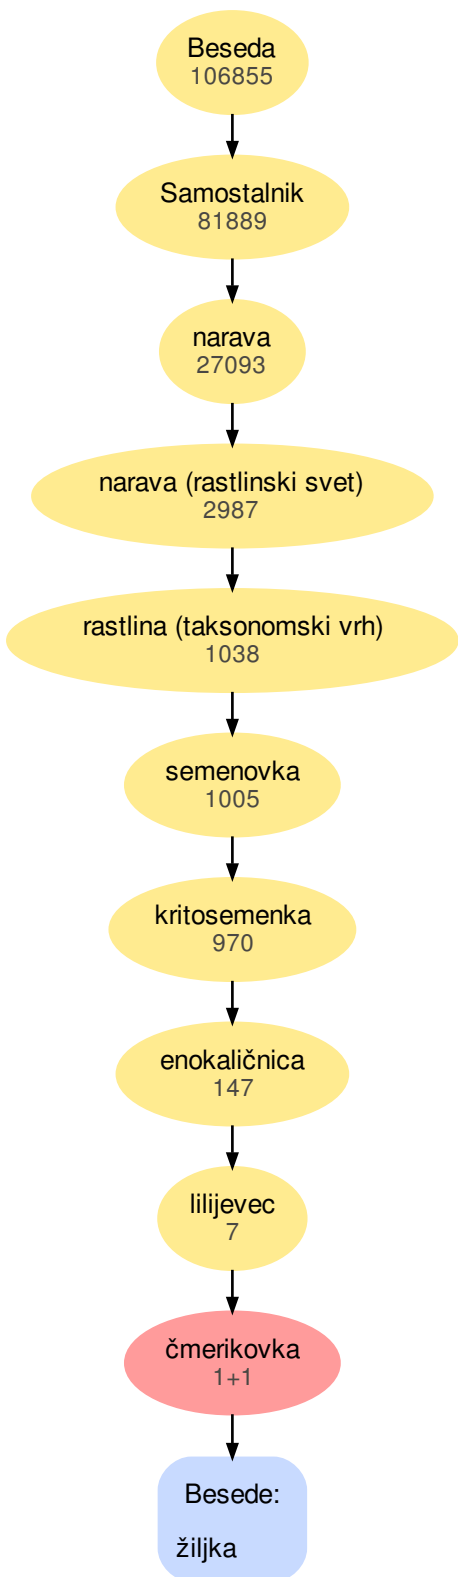 Beseda
106855
Samostalnik
81889
narava
27093
narava (rastlinski svet)
2987
rastlina (taksonomski vrh)
1038
semenovka
1005
kritosemenka
970
enokaličnica
147
lilijevec
7
čmerikovka
1+1
Besede:
žiljka